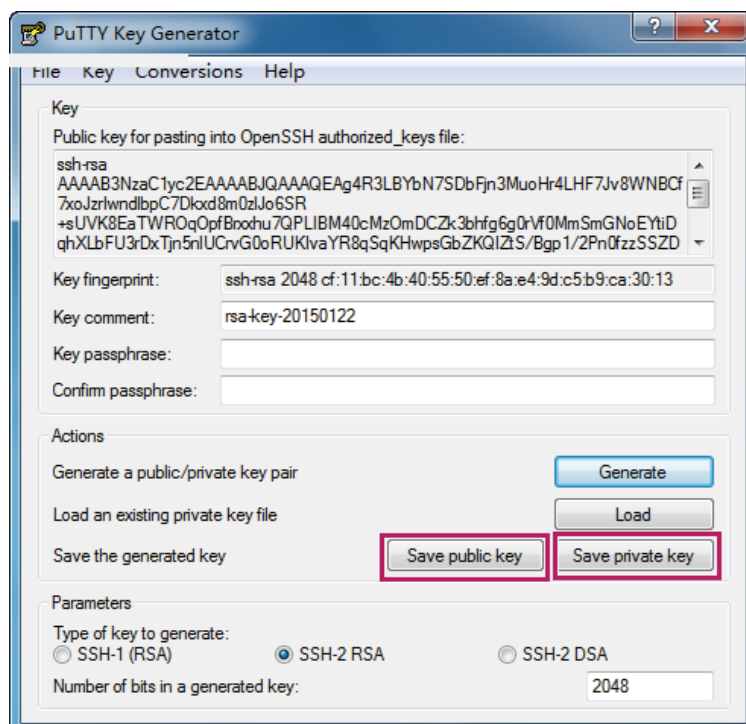 PuTTY Key Generator
File Key Conversions Help
Key
Public key for pasting into OpenSSH authorized_keys file:
ssh-rsa
AAAAB3NzaC1yc2EAAAABJQAAAQEAg4R3LBYbN7SDbFjn3MuoHr4LHF7Jv8WNBCf
7xoJzrlwndlbpC7Dkxd8m0zlJo6SR
+sUVK8EaTWROqOpfBrxxhu7QPLIBM40cMzOmDCZk3bhfg6g0rVf0MmSmGNoEYtiD
qhXLbFU3rDxTjn5nlUCrvG0oRUKlvaYR8qSqKHwpsGbZKQIZtS/Bgp1/2Pn0fzzSSZD
Key fingerprint: ssh-rsa 2048 cf:11:bc:4b:40:55:50:ef:8a:e4:9d:c5:b9:ca:30:13
Key comment: rsa-key-20150122
Key passphrase:
Confirm passphrase:
Actions
Generate a public/private key pair Generate
Load an existing private key file Load
Save the generated key Save public key Save private key
Parameters
Type of key to generate:
SSH-1 (RSA) SSH-2 RSA SSH-2 DSA
Number of bits in a generated key: 2048